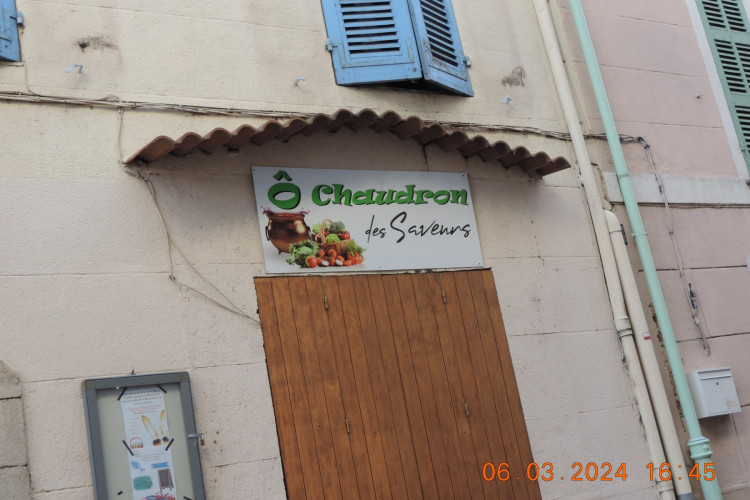 Ô Chaudron
des Saveurs
06.03.2024 16:45